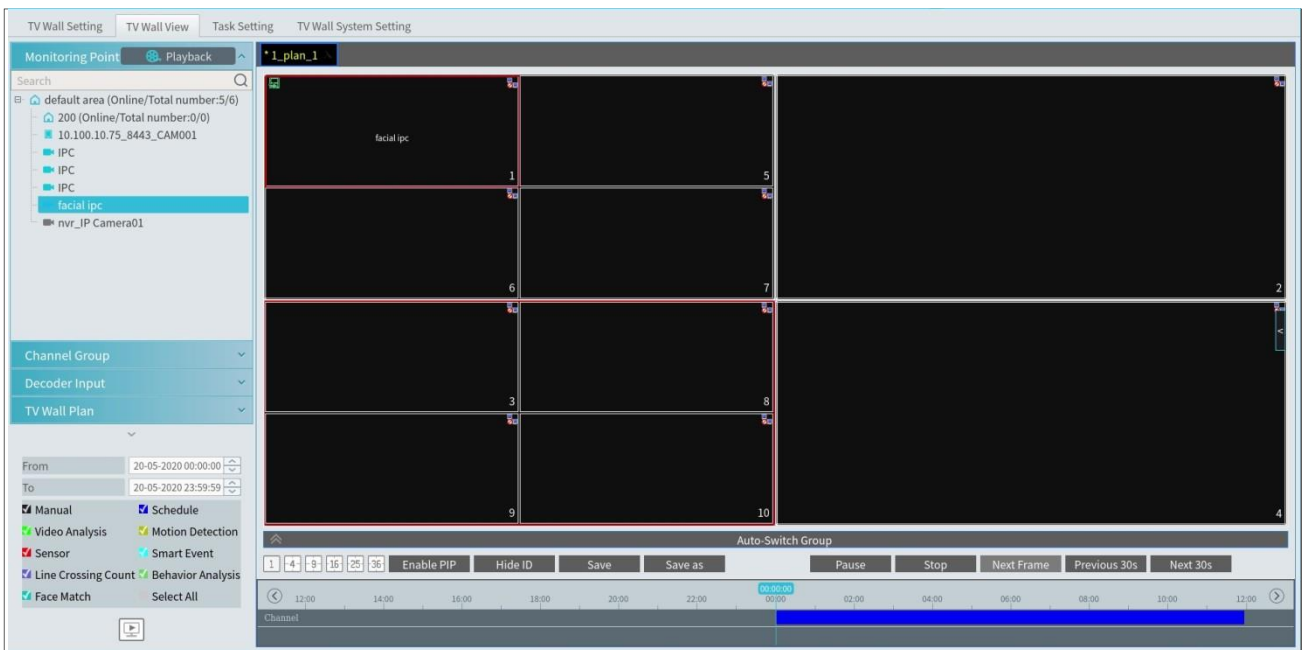 TV Wall Setting TV Wall View Task Setting TV Wall System Setting
Monitoring Point Playback
* 1_plan_1
Search
default area (Online/Total number:5/6)
200 (Online/Total number:0/0)
10.100.10.75_8443_CAM001
IPC
IPC
IPC
facial ipc
nvr_IP Camera01
Channel Group
Decoder Input
TV Wall Plan
From 20-05-2020 00:00:00
To 20-05-2020 23:59:59
Manual Schedule
Video Analysis Motion Detection
Sensor Smart Event
Line Crossing Count Behavior Analysis
Face Match Select All
facial ipc
1 5
6 7 2
3 8
9 10 4
Auto-Switch Group
1 4 9 16 25 36 Enable PIP Hide ID Save Save as Pause Stop Next Frame Previous 30s Next 30s
00:00:00
12:00 14:00 16:00 18:00 20:00 22:00 00:00 02:00 04:00 06:00 08:00 10:00 12:00
Channel